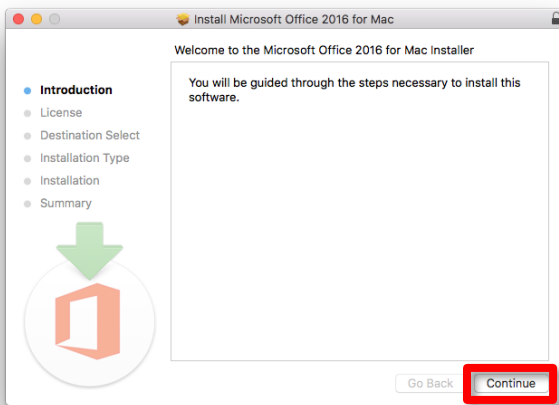 Install Microsoft Office 2016 for Mac
Welcome to the Microsoft Office 2016 for Mac Installer
Introduction
License
Destination Select
Installation Type
Installation
Summary
You will be guided through the steps necessary to install this
software.
Go Back
Continue